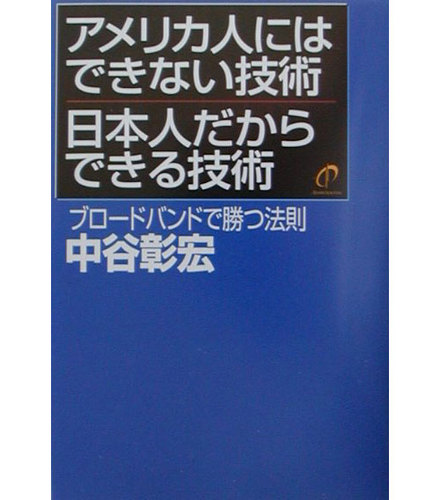 アメリカ人には
できない技術
日本人だから
できる技術
ブロードバンドで勝つ法則
中谷彰宏